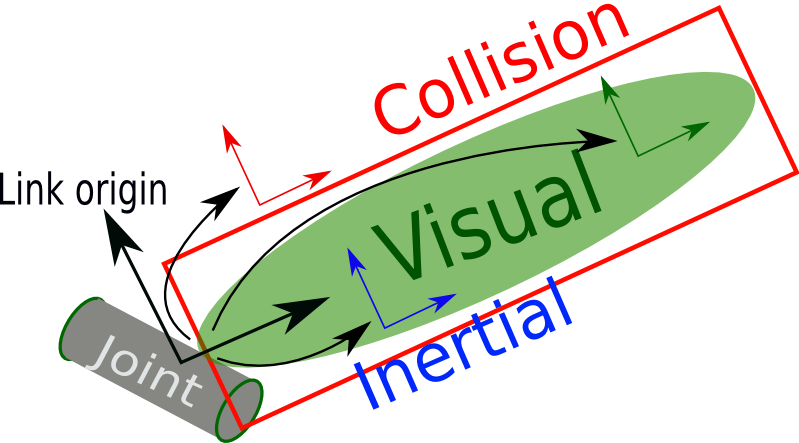 Collision
Link origin
Visual
Inertial
Joint